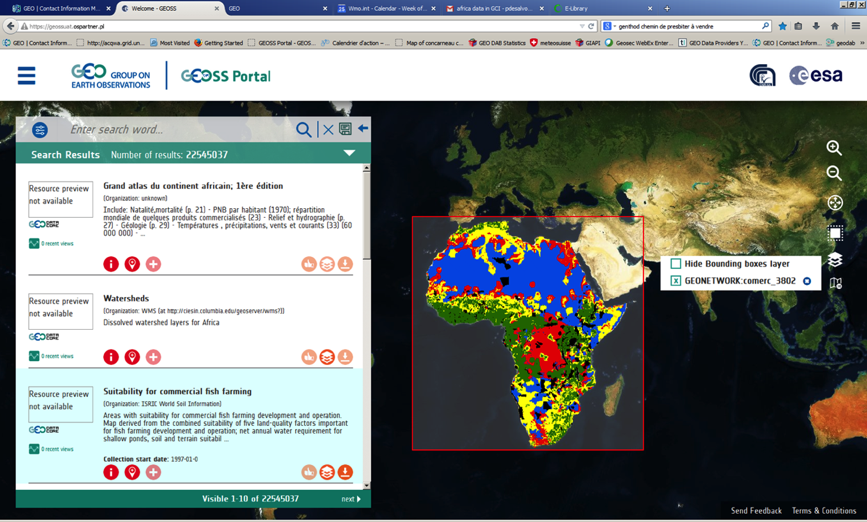 GEO | Contact Information M...
Welcome - GEOSS
GEO
Wmo.int - Calendar - Week of...
africa data in GCI - pdesalvo...
E-Library
https://geossuat.ospartner.pl
genthod chemin de presbiter à vendre
GEO | Contact Inform...
http://acqwa.grid.un...
Most Visited
Getting Started
GEOSS Portal - GEOS...
Calendrier d'action – ...
Map of concarneau c...
GEO DAB Statistics
meteosuisse
GIAPI
Geosec WebEx Enter...
GEO Data Providers Y...
GEO | Contact Inform...
geodab
GEO GROUP ON
EARTH OBSERVATIONS
GEOSS Portal
esa
Enter search word...
Search Results Number of results: 22545037
Resource preview
not available
Grand atlas du continent africain; 1ère édition
(Organization: unknown)
Include: Natalité,mortalité (p. 21) - PNB par habitant (1970); répartition
mondiale de quelques produits commercialisés (23) - Relief et hydrographie (p.
27) - Géologie (p. 29) - Températures , précipitations, vents et courants (33) (60
000 000) - ...
0 recent views
Resource preview
not available
Watersheds
(Organization: WMS (at http://ciesin.columbia.edu/geoserver/wms?))
Dissolved watershed layers for Africa
0 recent views
Resource preview
not available
Suitability for commercial fish farming
(Organization: ISRIC World Soil Information)
Areas with suitability for commercial fish farming development and operation.
Map derived from the combined suitability of five land-quality factors important
for fish farming development and operation; net annual water requirement for
shallow ponds, soil and terrain suitabil ...
0 recent views
Collection start date: 1997-01-0
Visible 1-10 of 22545037
next
Hide Bounding boxes layer
GEONETWORK:comerc_3802
Send Feedback
Terms & Conditions